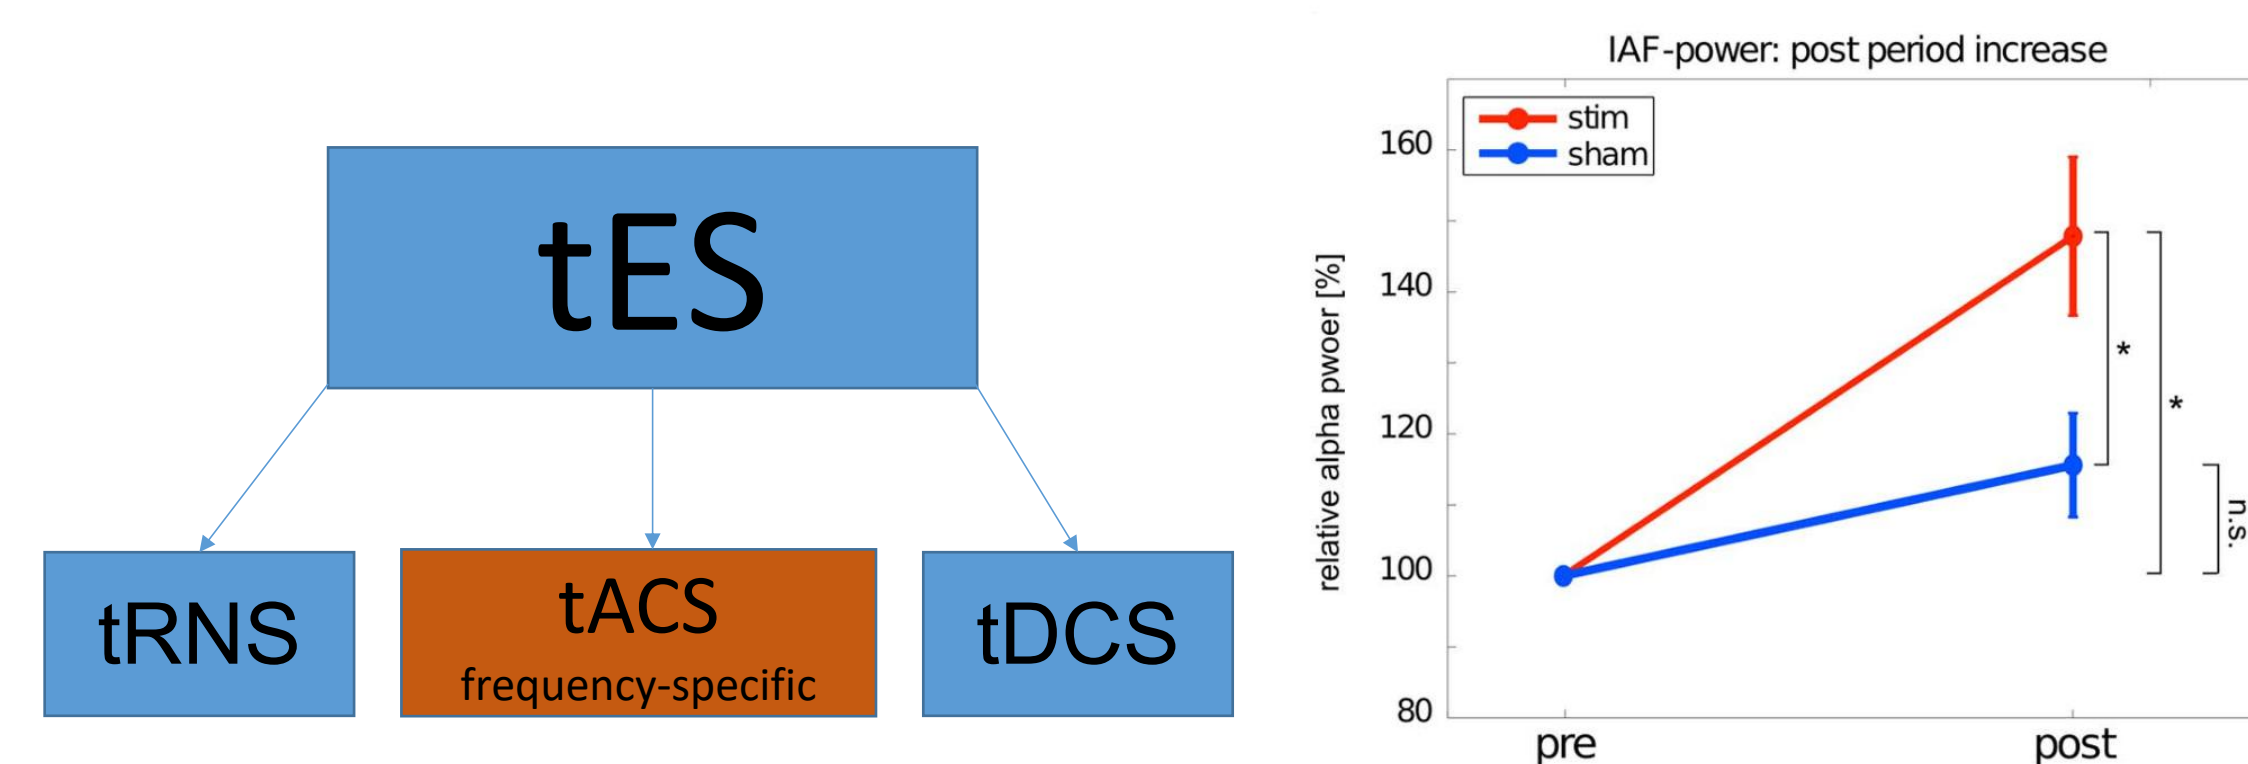 tES
tRNS
tACS
frequency-specific
tDCS
IAF-power: post period increase
stim
sham
relative alpha pwoer [%]
160
140
120
100
80
pre
post
*
*
n.s.